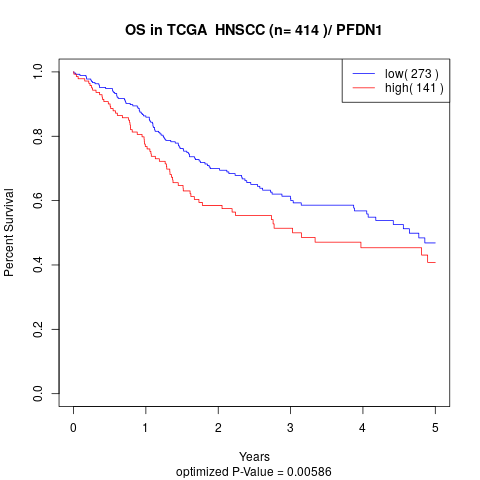 OS in TCGA  HNSCC (n= 414 )/ PFDN1
low( 273 )
high( 141 )
Percent Survival
1.0
0.8
0.6
0.4
0.2
0.0
0 1 2 3 4 5
Years
optimized P-Value = 0.00586